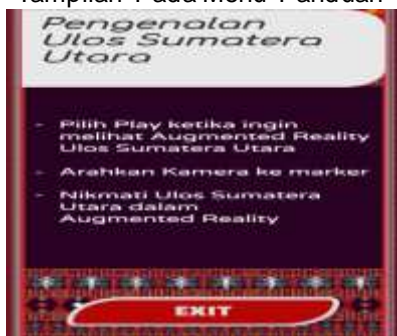 Tampilan 1 Pada Menu Panduan
Pengenalan
Ulos Sumatera
Utara
- Pilih Play ketika ingin
melihat Augmented Reality
Ulos Sumatera Utara
- Arahkan Kamera ke marker
- Nikmati Ulos Sumatera
Utara dalam
Augmented Reality
EXIT